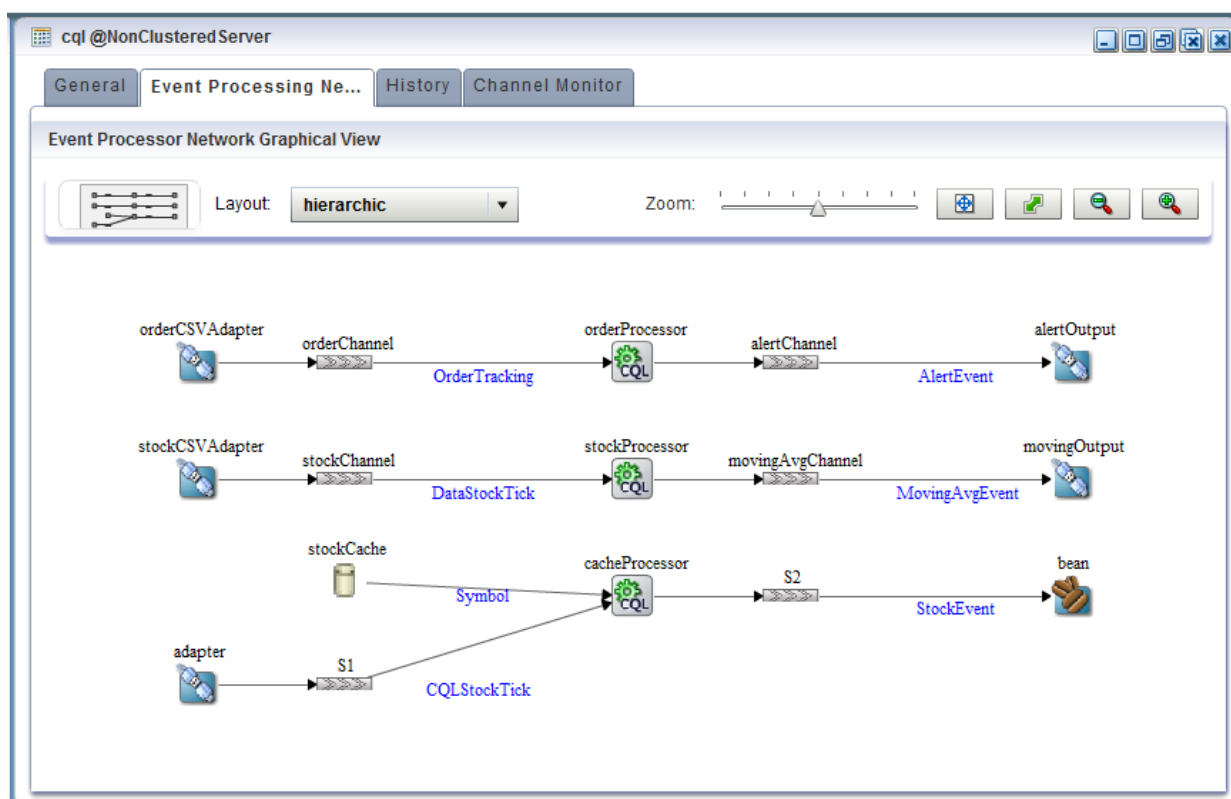 cql @NonClusteredServer
General Event Processing Ne... History Channel Monitor
Event Processor Network Graphical View
Layout: hierarchic Zoom:
orderCSVAdapter orderChannel orderProcessor alertChannel alertOutput
OrderTracking CQL AlertEvent
stockCSVAdapter stockChannel stockProcessor movingAvgChannel movingOutput
DataStockTick CQL MovingAvgEvent
stockCache cacheProcessor S2 bean
Symbol CQL StockEvent
adapter S1
CQLStockTick